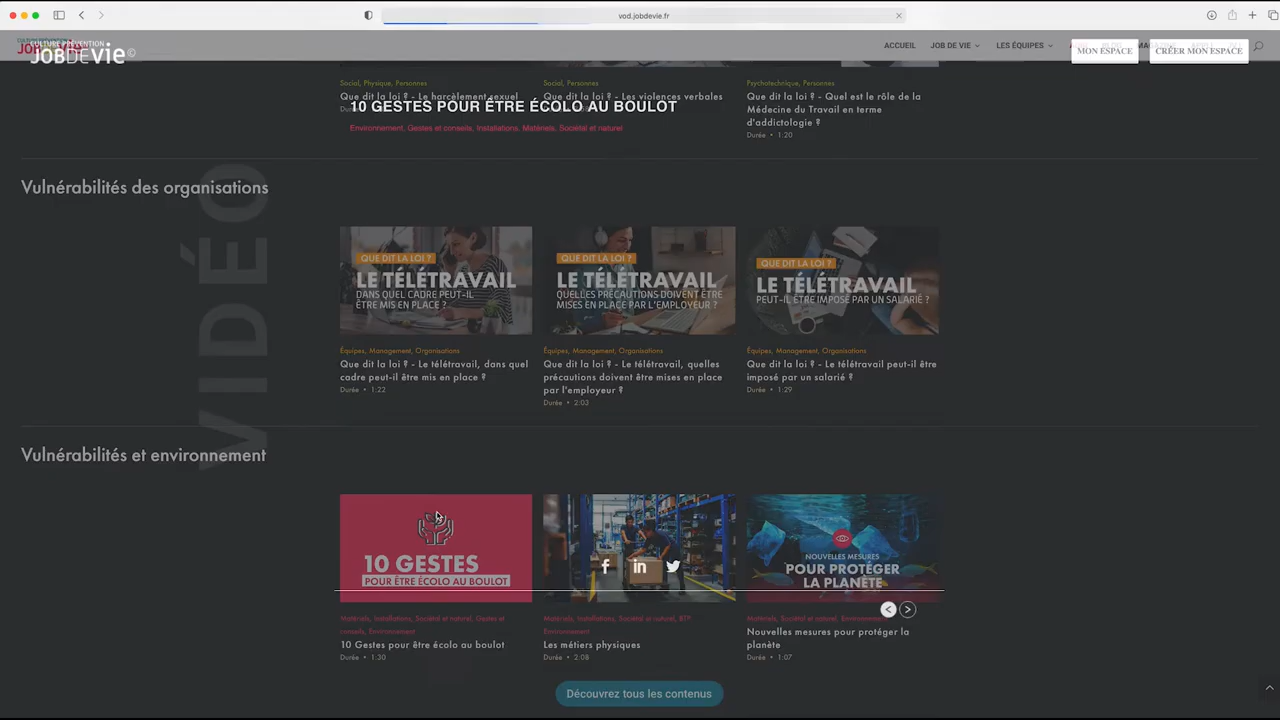 vod.jobdevie.fr
CULTURE PRÉVENTION
JOBDEVIE©
ACCUEIL
JOB DE VIE
LES ÉQUIPES
MON ESPACE
CRÉER MON ESPACE
Social, Physique, Personnes
Que dit la loi ? - Le harcèlement sexuel
Social, Personnes
Que dit la loi ? - Les violences verbales
Psychotechnique, Personnes
Que dit la loi ? - Quel est le rôle de la
Médecine du Travail en terme
d'addictologie ?
Durée • 1:20
10 GESTES POUR ÊTRE ÉCOLO AU BOULOT
Environnement, Gestes et conseils, Installations, Matériels, Sociétal et naturel
VIDÉO
Vulnérabilités des organisations
QUE DIT LA LOI ?
LE TÉLÉTRAVAIL
DANS QUEL CADRE PEUT-IL
ÊTRE MIS EN PLACE ?
QUE DIT LA LOI ?
LE TÉLÉTRAVAIL
QUELLES PRÉCAUTIONS DOIVENT ÊTRE
MISES EN PLACE PAR L'EMPLOYEUR ?
QUE DIT LA LOI ?
LE TÉLÉTRAVAIL
PEUT-IL ÊTRE IMPOSÉ PAR UN SALARIÉ ?
Équipes, Management, Organisations
Que dit la loi ? - Le télétravail, dans quel
cadre peut-il être mis en place ?
Durée • 1:22
Équipes, Management, Organisations
Que dit la loi ? - Le télétravail, quelles
précautions doivent être mises en place
par l'employeur ?
Durée • 2:03
Équipes, Management, Organisations
Que dit la loi ? - Le télétravail peut-il être
imposé par un salarié ?
Durée • 1:29
Vulnérabilités et environnement
10 GESTES
POUR ÊTRE ÉCOLO AU BOULOT
NOUVELLES MESURES
POUR PROTÉGER
LA PLANÈTE
Matériels, Installations, Sociétal et naturel, Gestes et
conseils, Environnement
10 Gestes pour être écolo au boulot
Durée • 1:30
Matériels, Installations, Sociétal et naturel, BTP,
Environnement
Les métiers physiques
Durée • 2:08
Matériels, Sociétal et naturel, Environnement
Nouvelles mesures pour protéger la
planète
Durée • 1:07
Découvrez tous les contenus